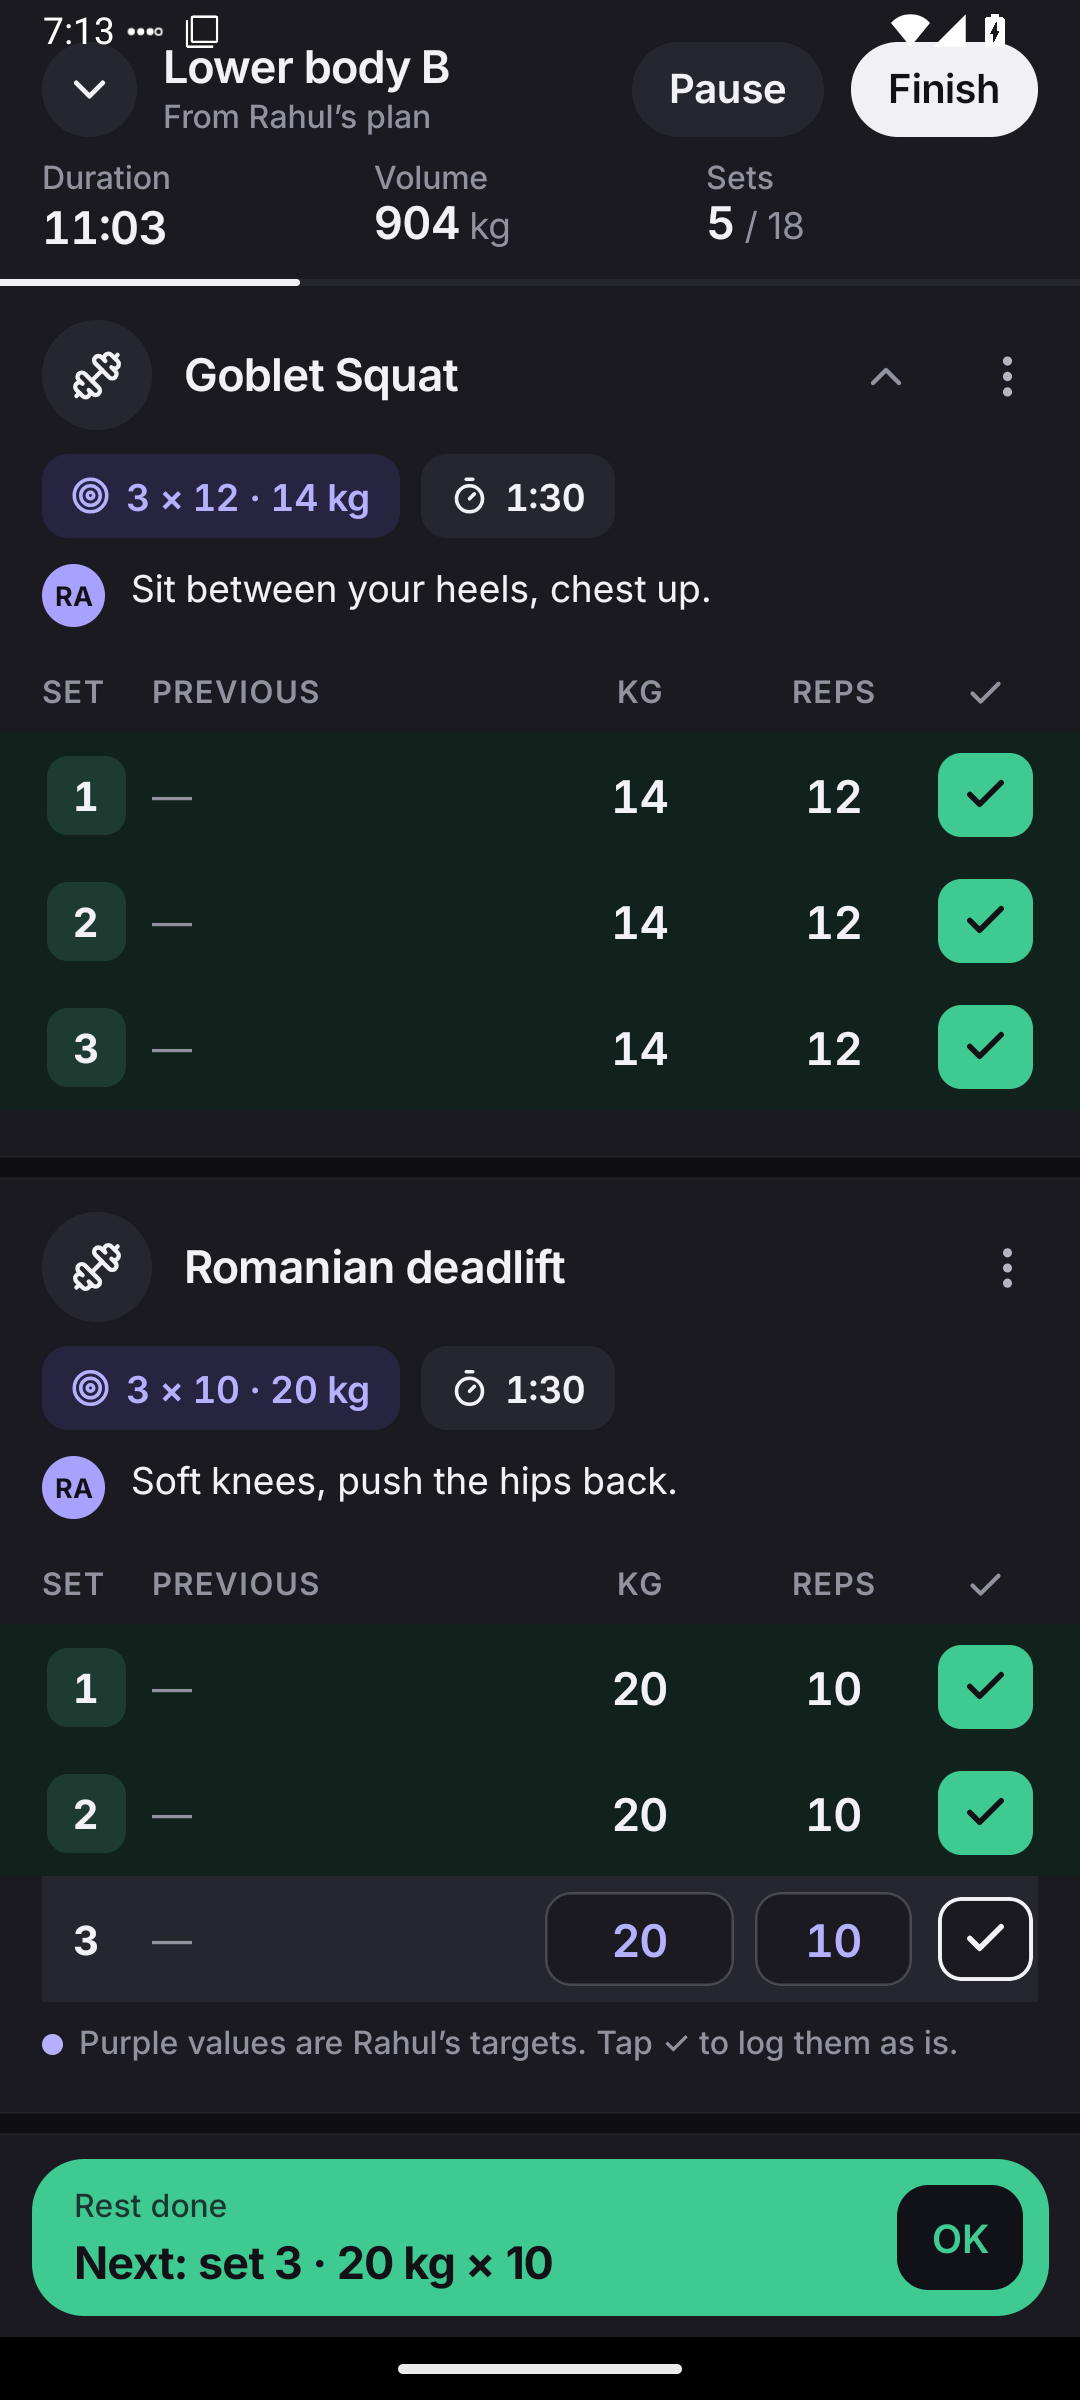 7:13
Lower body B
From Rahul's plan
Pause
Finish
Duration
11:03
Volume
904 kg
Sets
5 / 18
Goblet Squat
3 × 12 · 14 kg
1:30
RA
Sit between your heels, chest up.
SET PREVIOUS KG REPS ✓
1 — 14 12 ✓
2 — 14 12 ✓
3 — 14 12 ✓
Romanian deadlift
3 × 10 · 20 kg
1:30
RA
Soft knees, push the hips back.
SET PREVIOUS KG REPS ✓
1 — 20 10 ✓
2 — 20 10 ✓
3 — 20 10 ✓
Purple values are Rahul's targets. Tap ✓ to log them as is.
Rest done
Next: set 3 · 20 kg × 10
OK